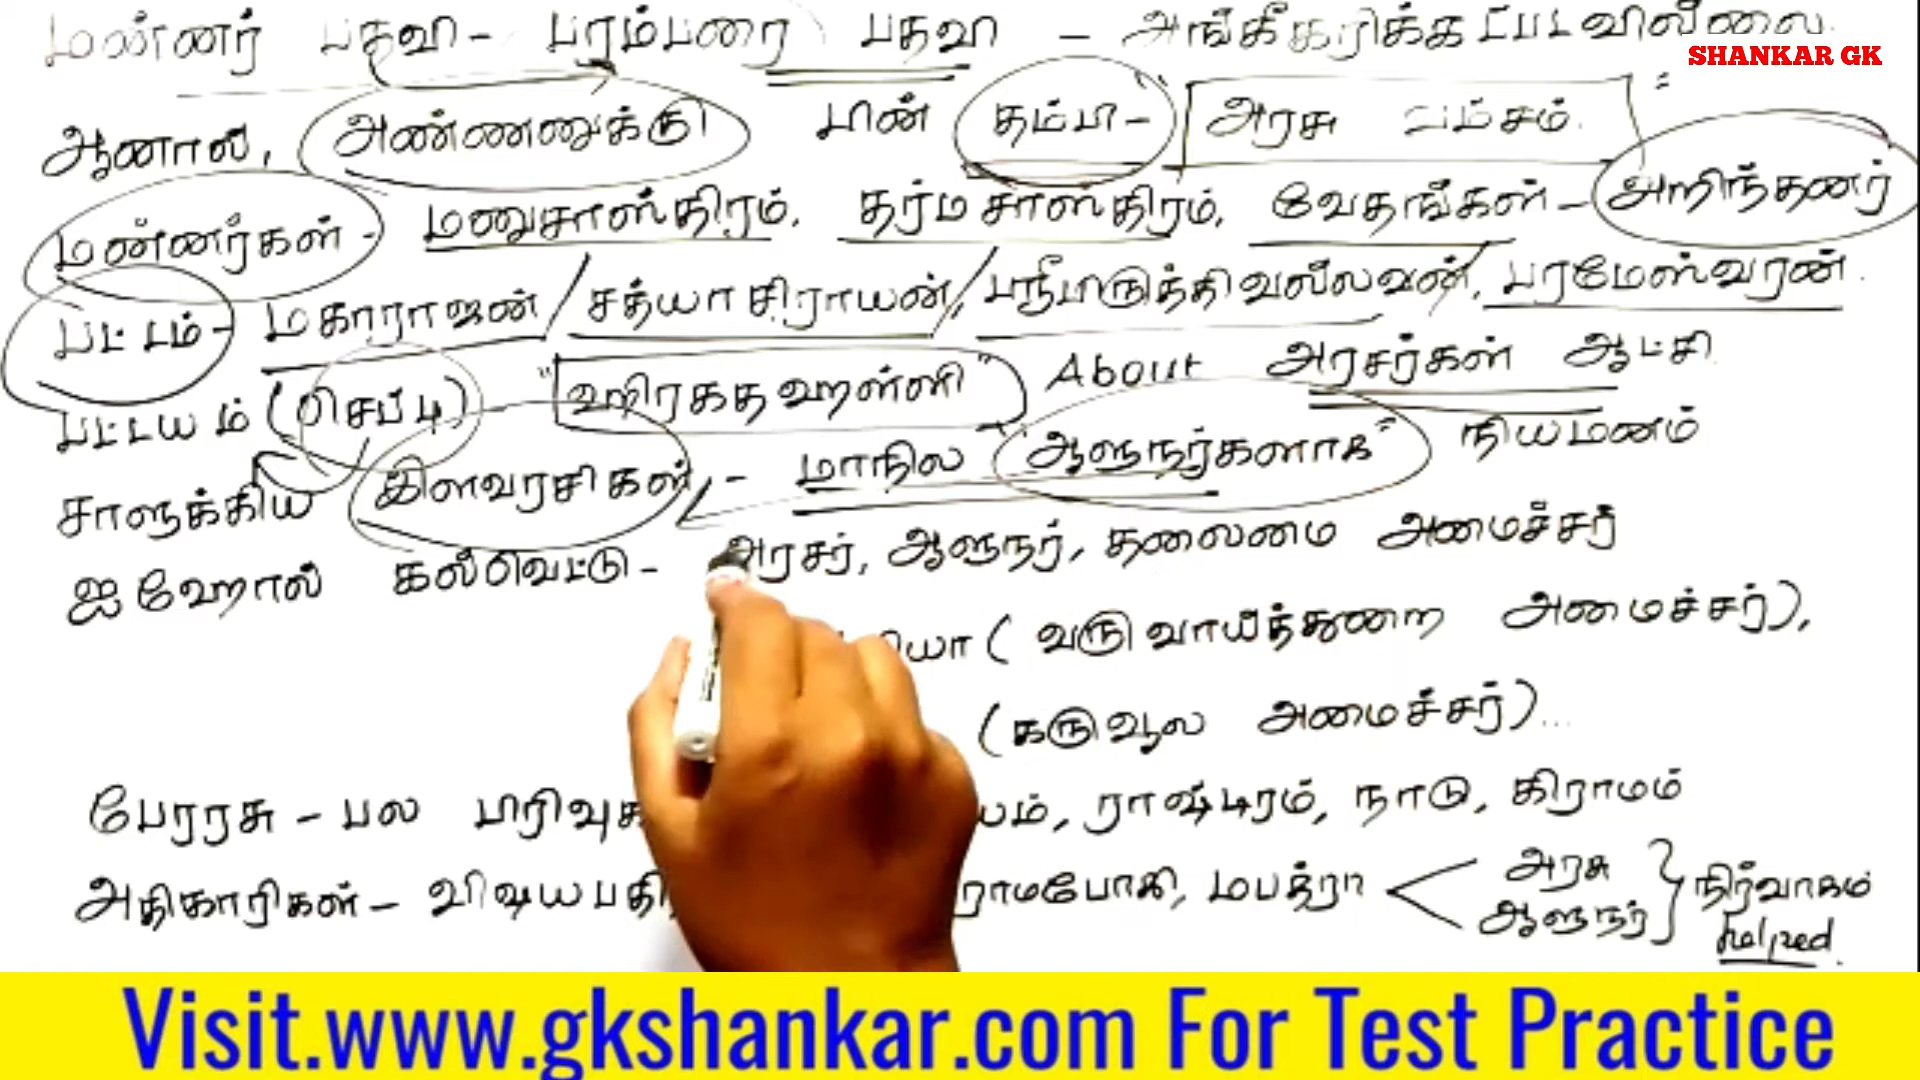 மன்னர் பதவி - பரம்பரை பதவி - அங்கீகரிக்கப்படவில்லை.
SHANKAR GK
ஆனால், அண்ணனுக்கு பின் தம்பி - அரசு வம்சம்.
மன்னர்கள் - மனுசாஸ்திரம், தர்மசாஸ்திரம், வேதங்கள் - அறிந்தனர்
பட்டம் - மகாராஜன் / சத்யாசிராயன் / ஸ்ரீபிருத்திவல்லவன், பரமேஸ்வரன்.
பட்டயம் (செப்பு) - "ஹிரகதஹள்ளி" About அரசர்கள் ஆட்சி
சாளுக்கிய இளவரசிகள் - மாநில "ஆளுநர்களாக" நியமனம்
ஐஹோல் கல்வெட்டு - அரசர், ஆளுநர், தலைமை அமைச்சர்
(வருவாய்த்துறை அமைச்சர்),
(கருவூல அமைச்சர்)...
பேரரசு - பல பிரிவு ராஷ்டிரம், நாடு, கிராமம்
அதிகாரிகள் - விஷயபதி ராமபோகி, மபத்ரா < அரசு ஆளுநர் } நிர்வாகம் helped.
Visit.www.gkshankar.com For Test Practice